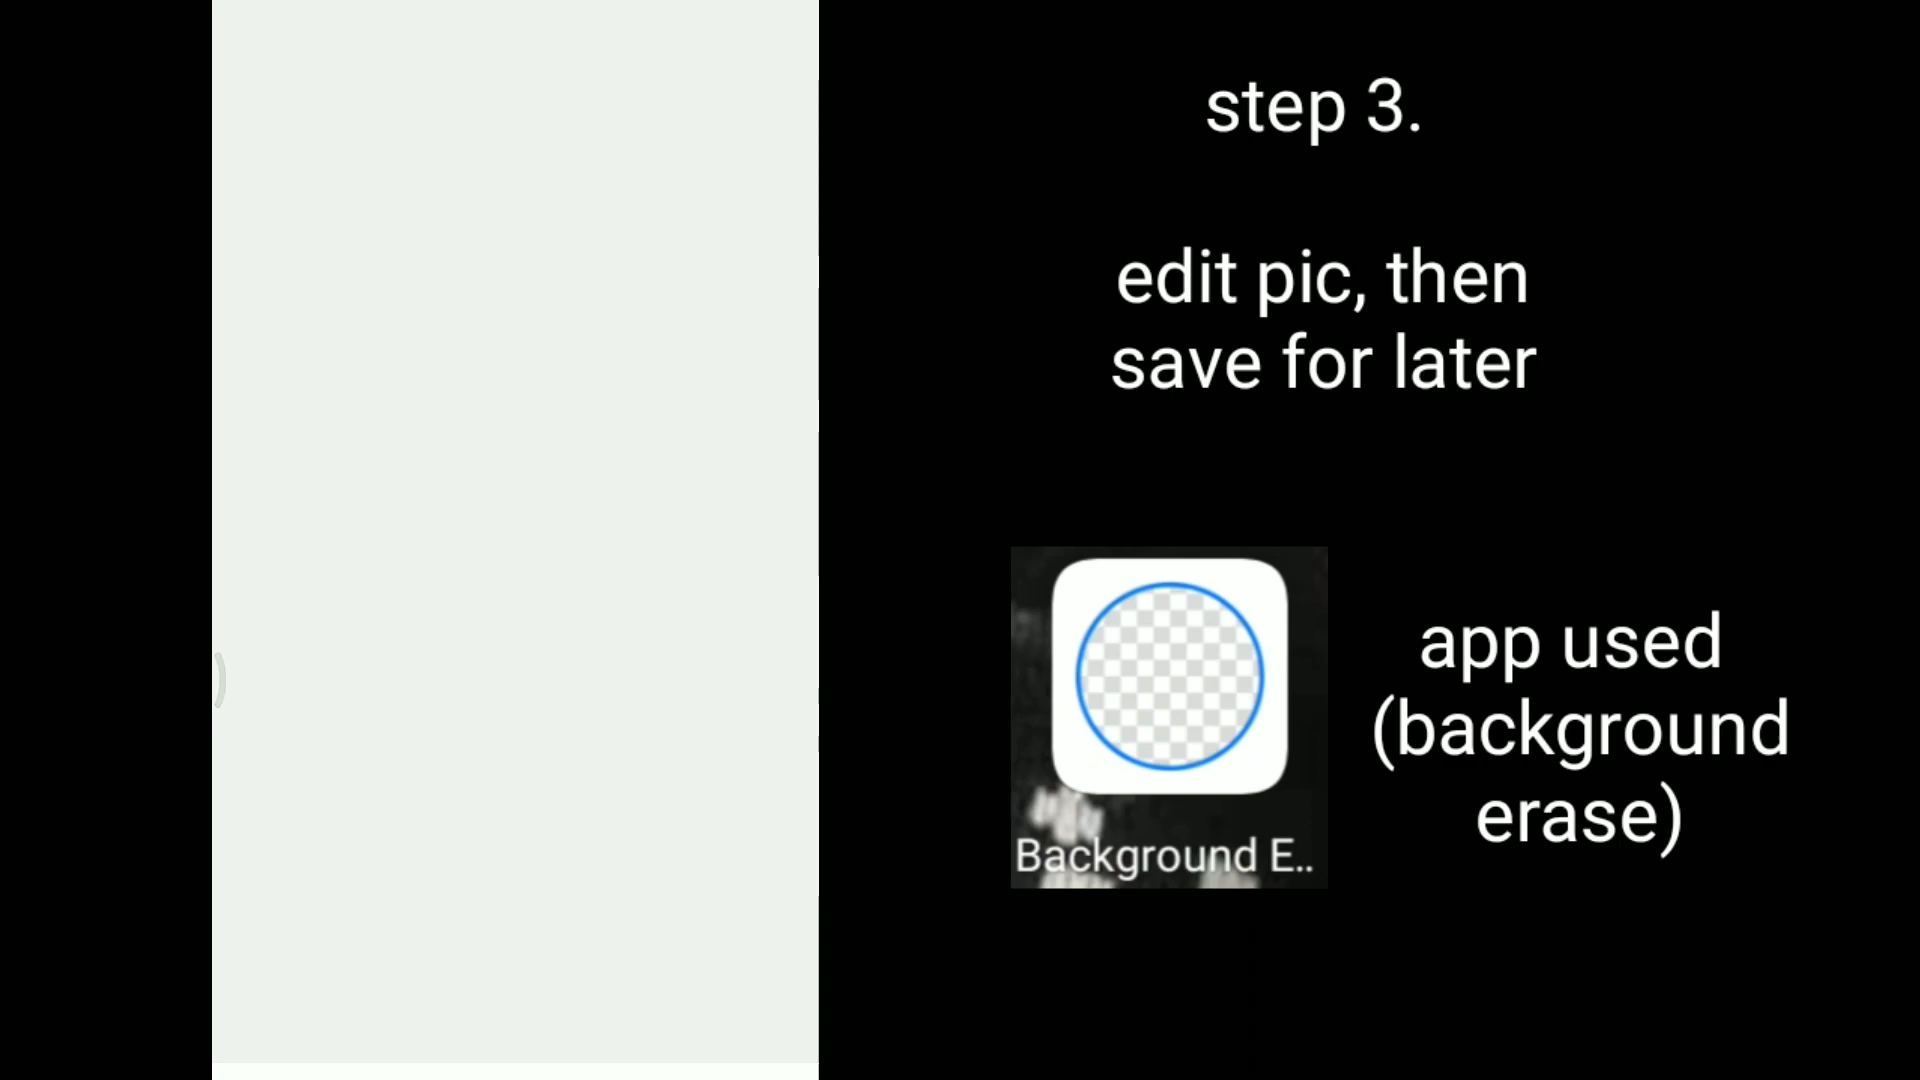 step 3.
edit pic, then
save for later
app used
(background
erase)
Background E..